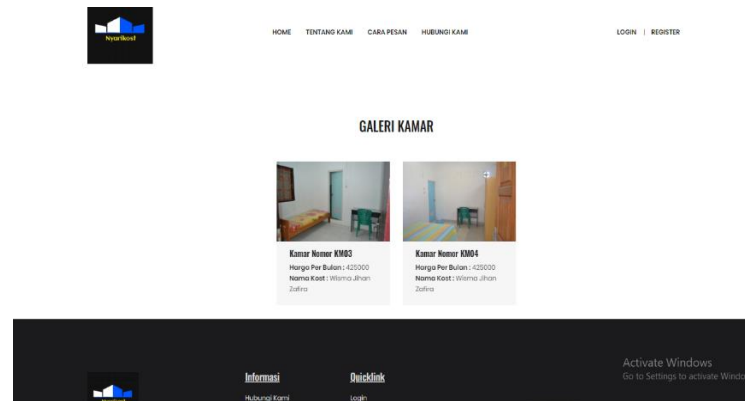 Nyarikost
HOME TENTANG KAMI CARA PESAN HUBUNGI KAMI
LOGIN | REGISTER
GALERI KAMAR
Kamar Nomor KM03
Harga Per Bulan : 425000
Nama Kost : Wisma Jihan
Zafira
Kamar Nomor KM04
Harga Per Bulan : 425000
Nama Kost : Wisma Jihan
Zafira
Activate Windows
Go to Settings to activate Windo
Informasi
Quicklink
Hubungi Kami
Login